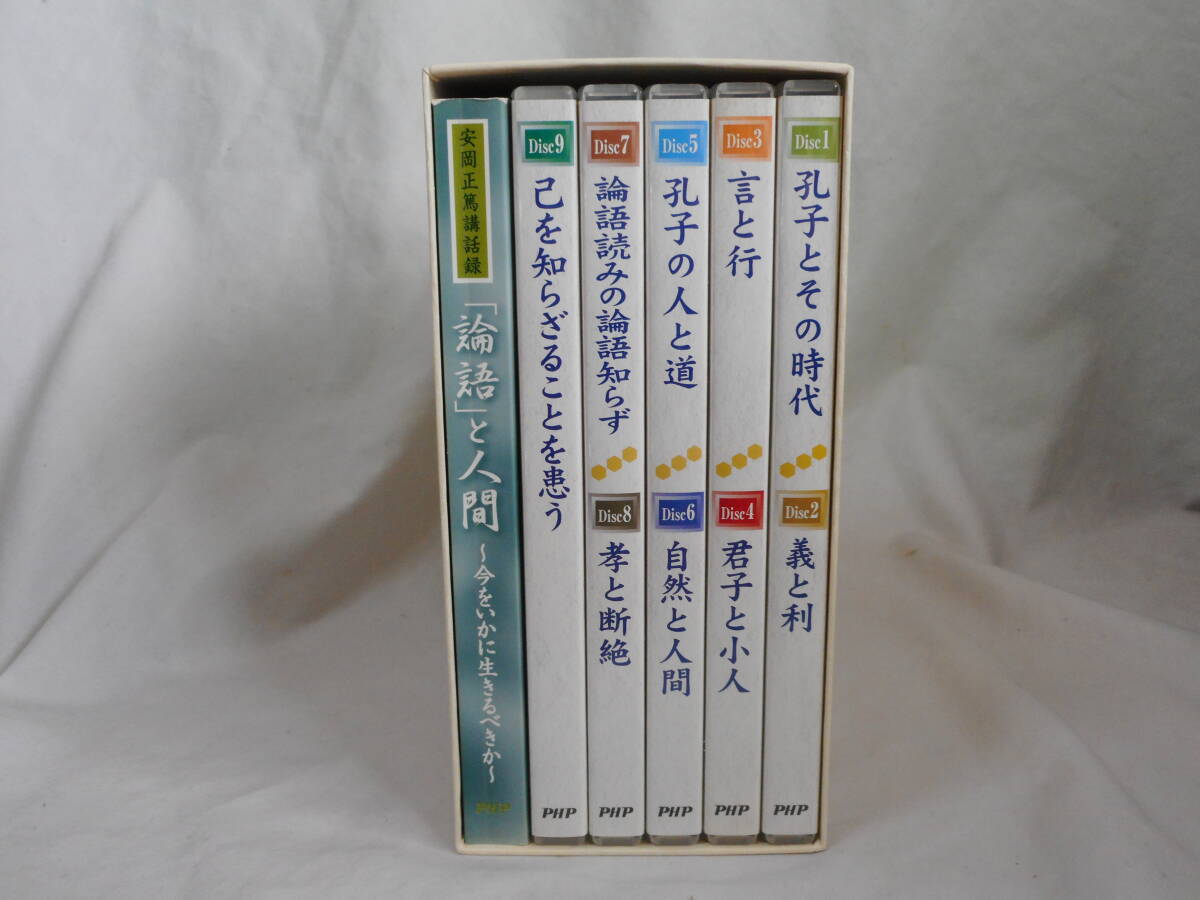 安岡正篤講話録
「論語」と人間
～今をいかに生きるべきか～
PHP
Disc9
己を知らざることを患う
PHP
Disc7
論語読みの論語知らず
Disc8
孝と断絶
PHP
Disc5
孔子の人と道
Disc6
自然と人間
PHP
Disc3
言と行
Disc4
君子と小人
PHP
Disc1
孔子とその時代
Disc2
義と利
PHP